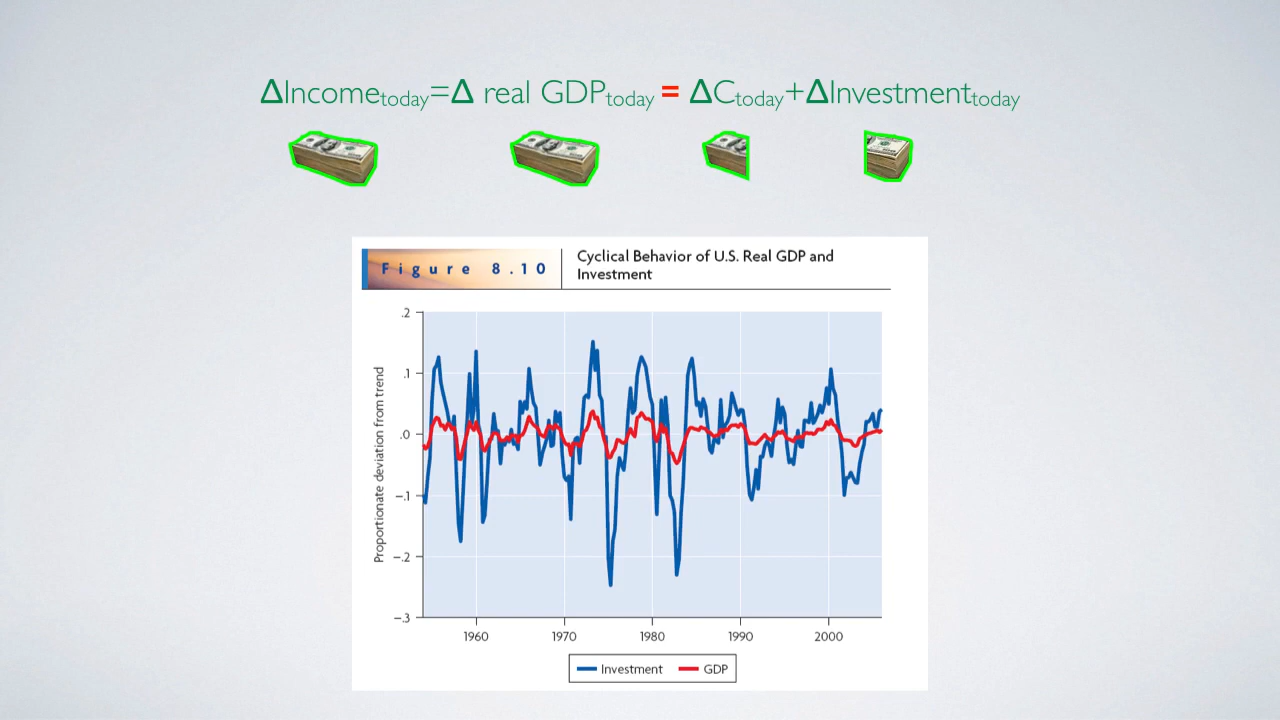 ΔIncometoday=Δ real GDPtoday = ΔCtoday+ΔInvestmenttoday
Figure 8.10
Cyclical Behavior of U.S. Real GDP and
Investment
Proportionate deviation from trend
.2
.1
.0
–.1
–.2
–.3
1960 1970 1980 1990 2000
Investment GDP